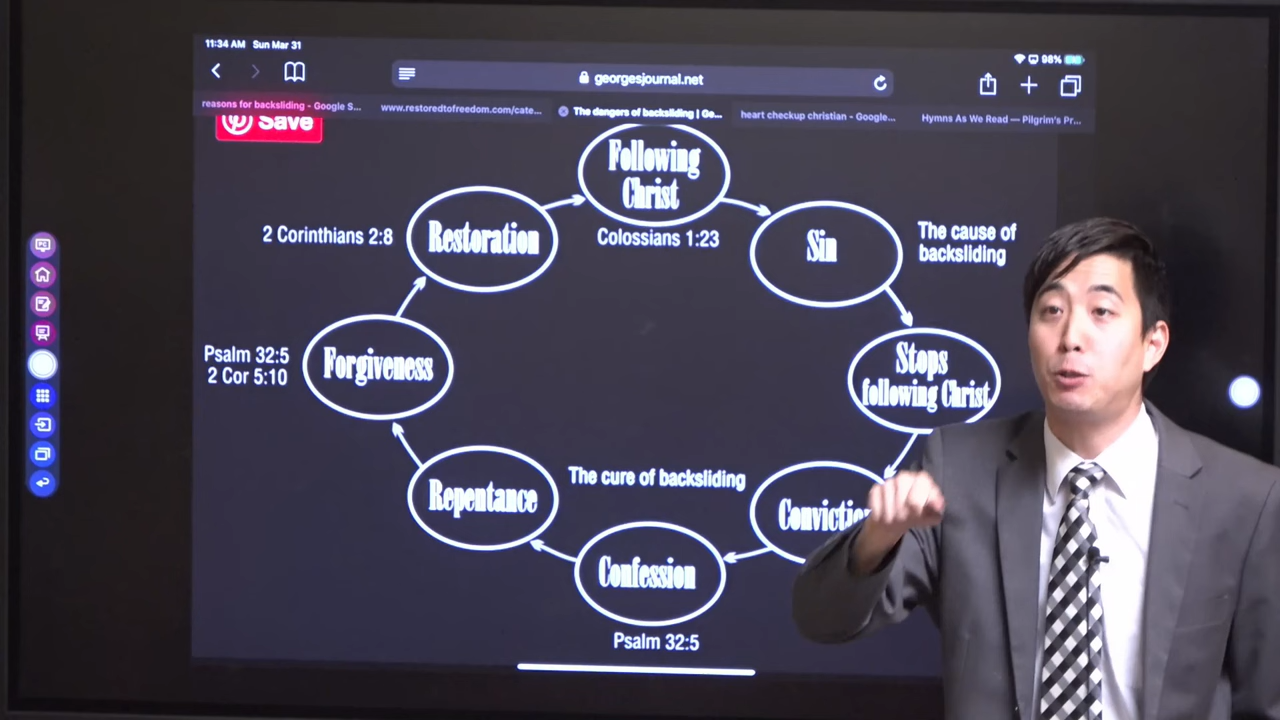 11:34 AM Sun Mar 31
98%
georgesjournal.net
reasons for backsliding - Google S...
www.restoredtofreedom.com/cate...
The dangers of backsliding | Ge...
heart checkup christian - Google...
Hymns As We Read — Pilgrim's Pr...
Save
Following
Christ
Colossians 1:23
Restoration
2 Corinthians 2:8
Sin
The cause of
backsliding
Psalm 32:5
2 Cor 5:10
Forgiveness
Stops
following Christ
Repentance
The cure of backsliding
Conviction
Confession
Psalm 32:5